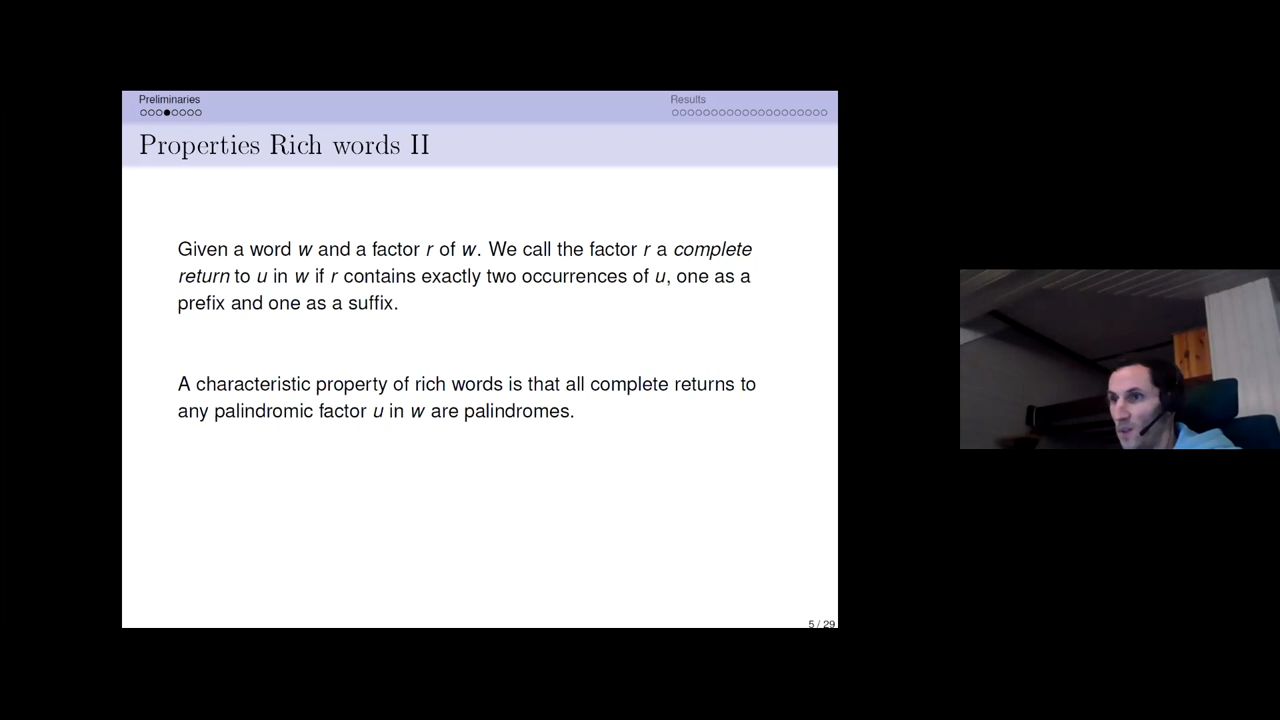 Preliminaries
Results
Properties Rich words II
Given a word w and a factor r of w. We call the factor r a complete
return to u in w if r contains exactly two occurrences of u, one as a
prefix and one as a suffix.
A characteristic property of rich words is that all complete returns to
any palindromic factor u in w are palindromes.
5 / 29